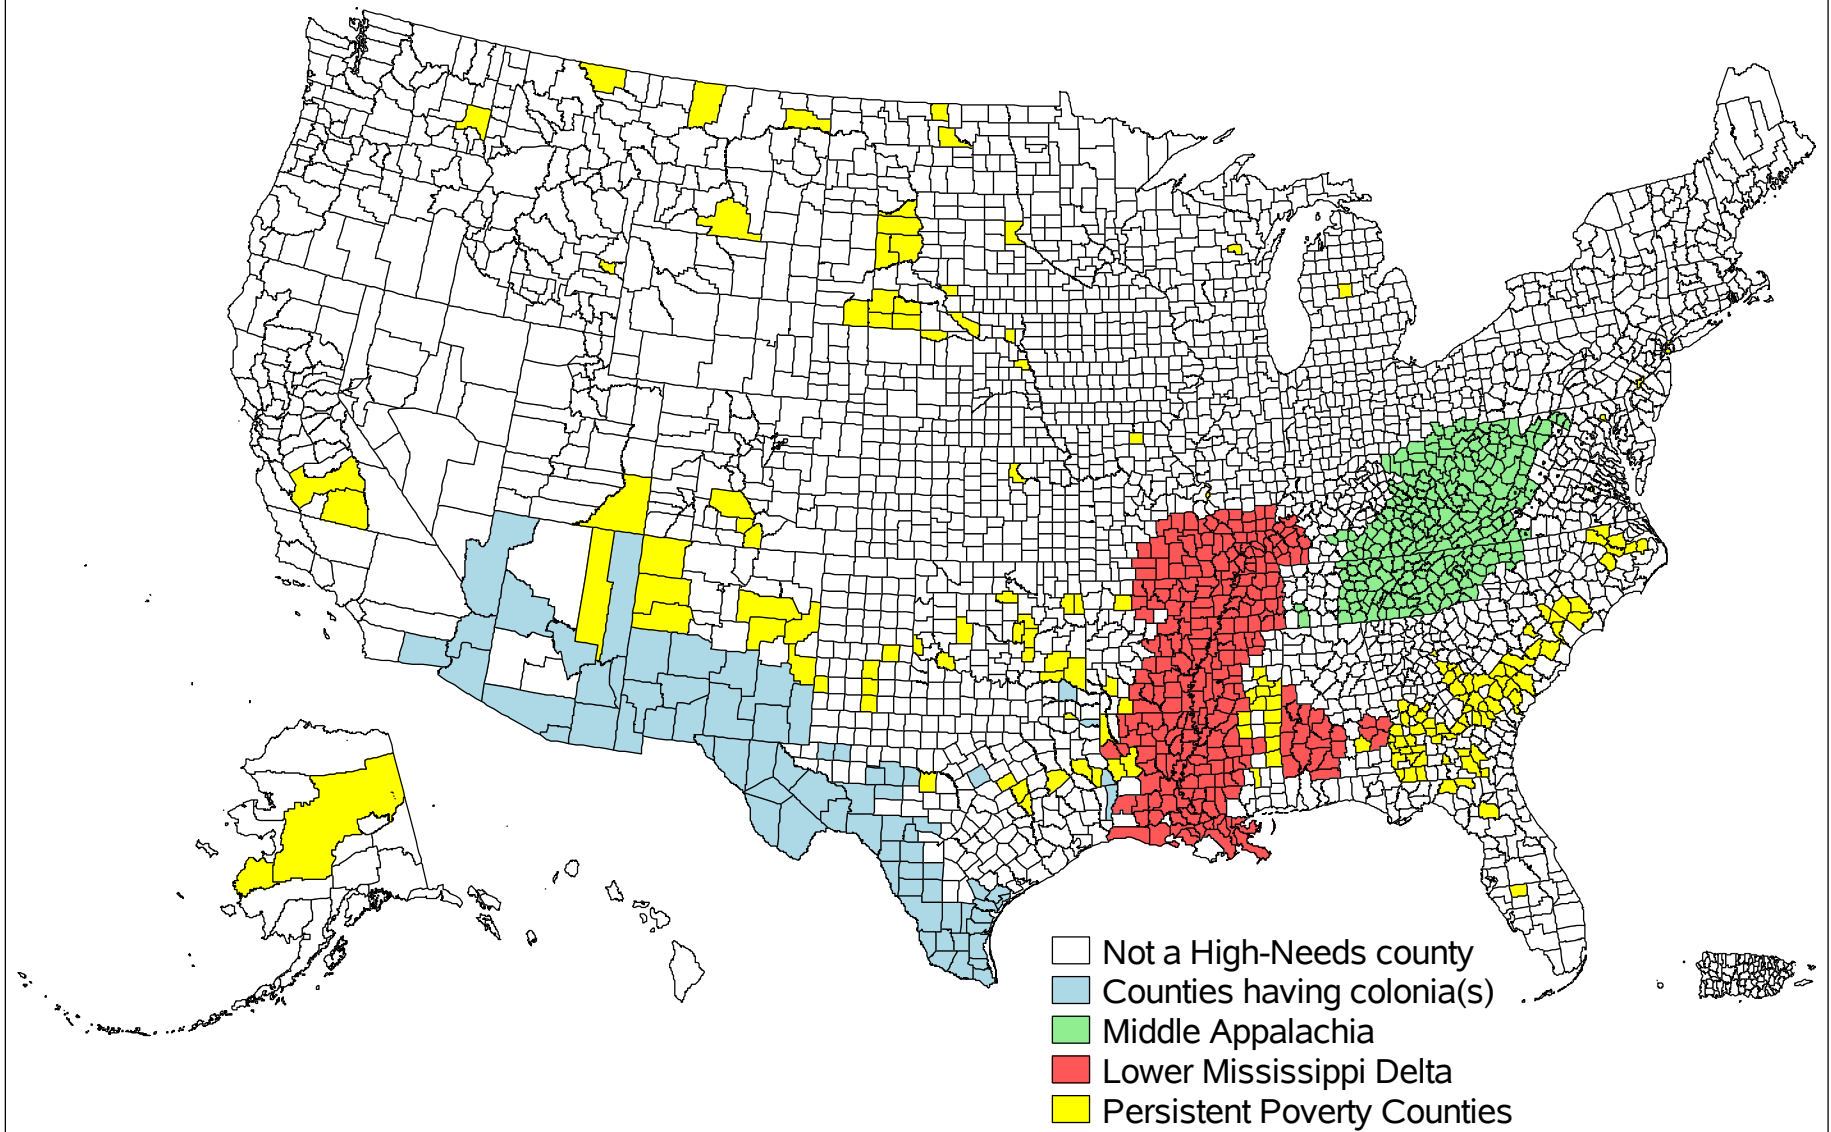 Not a High-Needs county
Counties having colonia(s)
Middle Appalachia
Lower Mississippi Delta
Persistent Poverty Counties